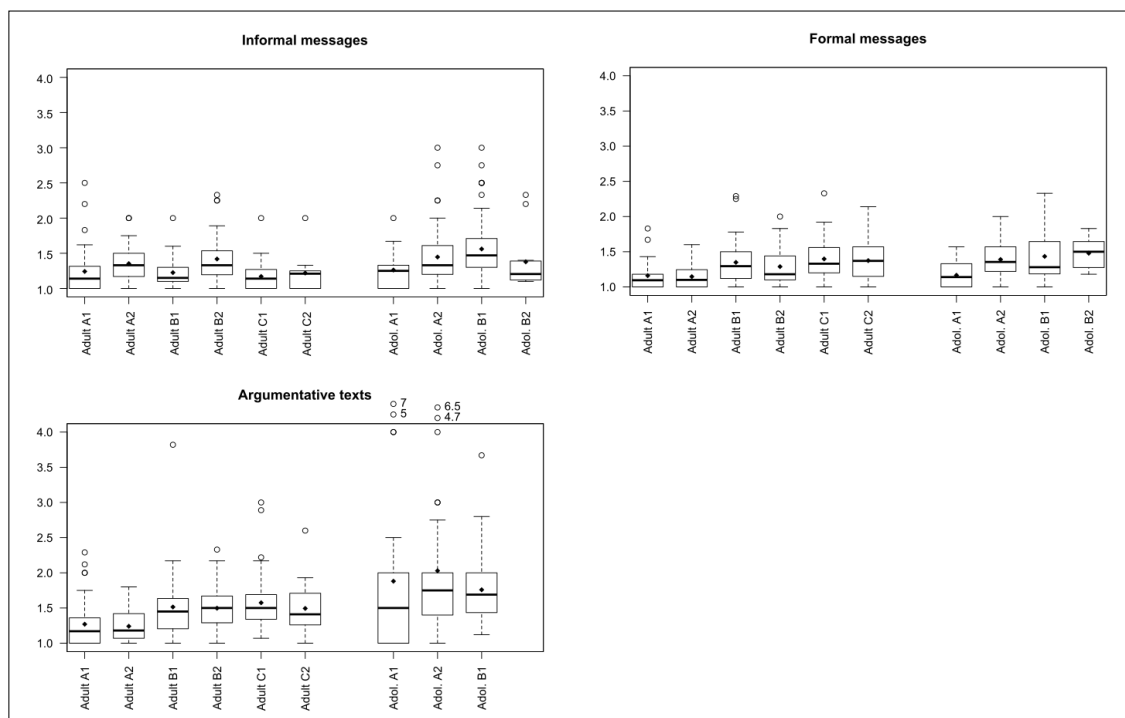 Informal messages
4.0
3.5
3.0
2.5
2.0
1.5
1.0
Adult A1
Adult A2
Adult B1
Adult B2
Adult C1
Adult C2
Adol. A1
Adol. A2
Adol. B1
Adol. B2
Formal messages
4.0
3.5
3.0
2.5
2.0
1.5
1.0
Adult A1
Adult A2
Adult B1
Adult B2
Adult C1
Adult C2
Adol. A1
Adol. A2
Adol. B1
Adol. B2
Argumentative texts
7
5
6.5
4.7
4.0
3.5
3.0
2.5
2.0
1.5
1.0
Adult A1
Adult A2
Adult B1
Adult B2
Adult C1
Adult C2
Adol. A1
Adol. A2
Adol. B1